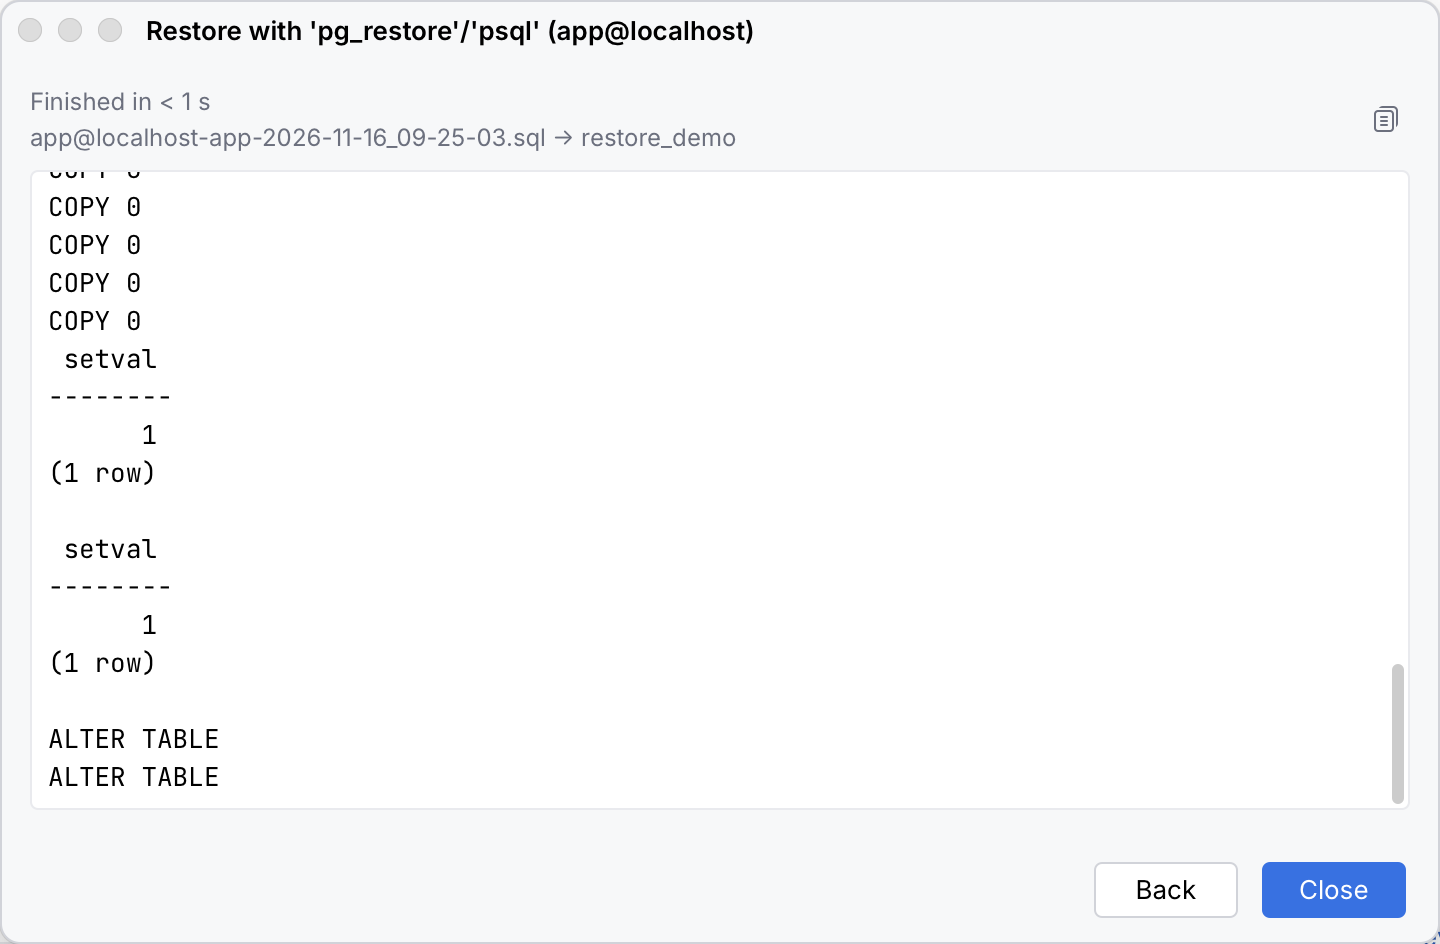 Restore with 'pg_restore'/'psql' (app@localhost)
Finished in < 1 s
app@localhost-app-2026-11-16_09-25-03.sql → restore_demo
COPY 0
COPY 0
COPY 0
COPY 0
COPY 0
 setval
--------
      1
(1 row)

 setval
--------
      1
(1 row)

ALTER TABLE
ALTER TABLE
Back
Close